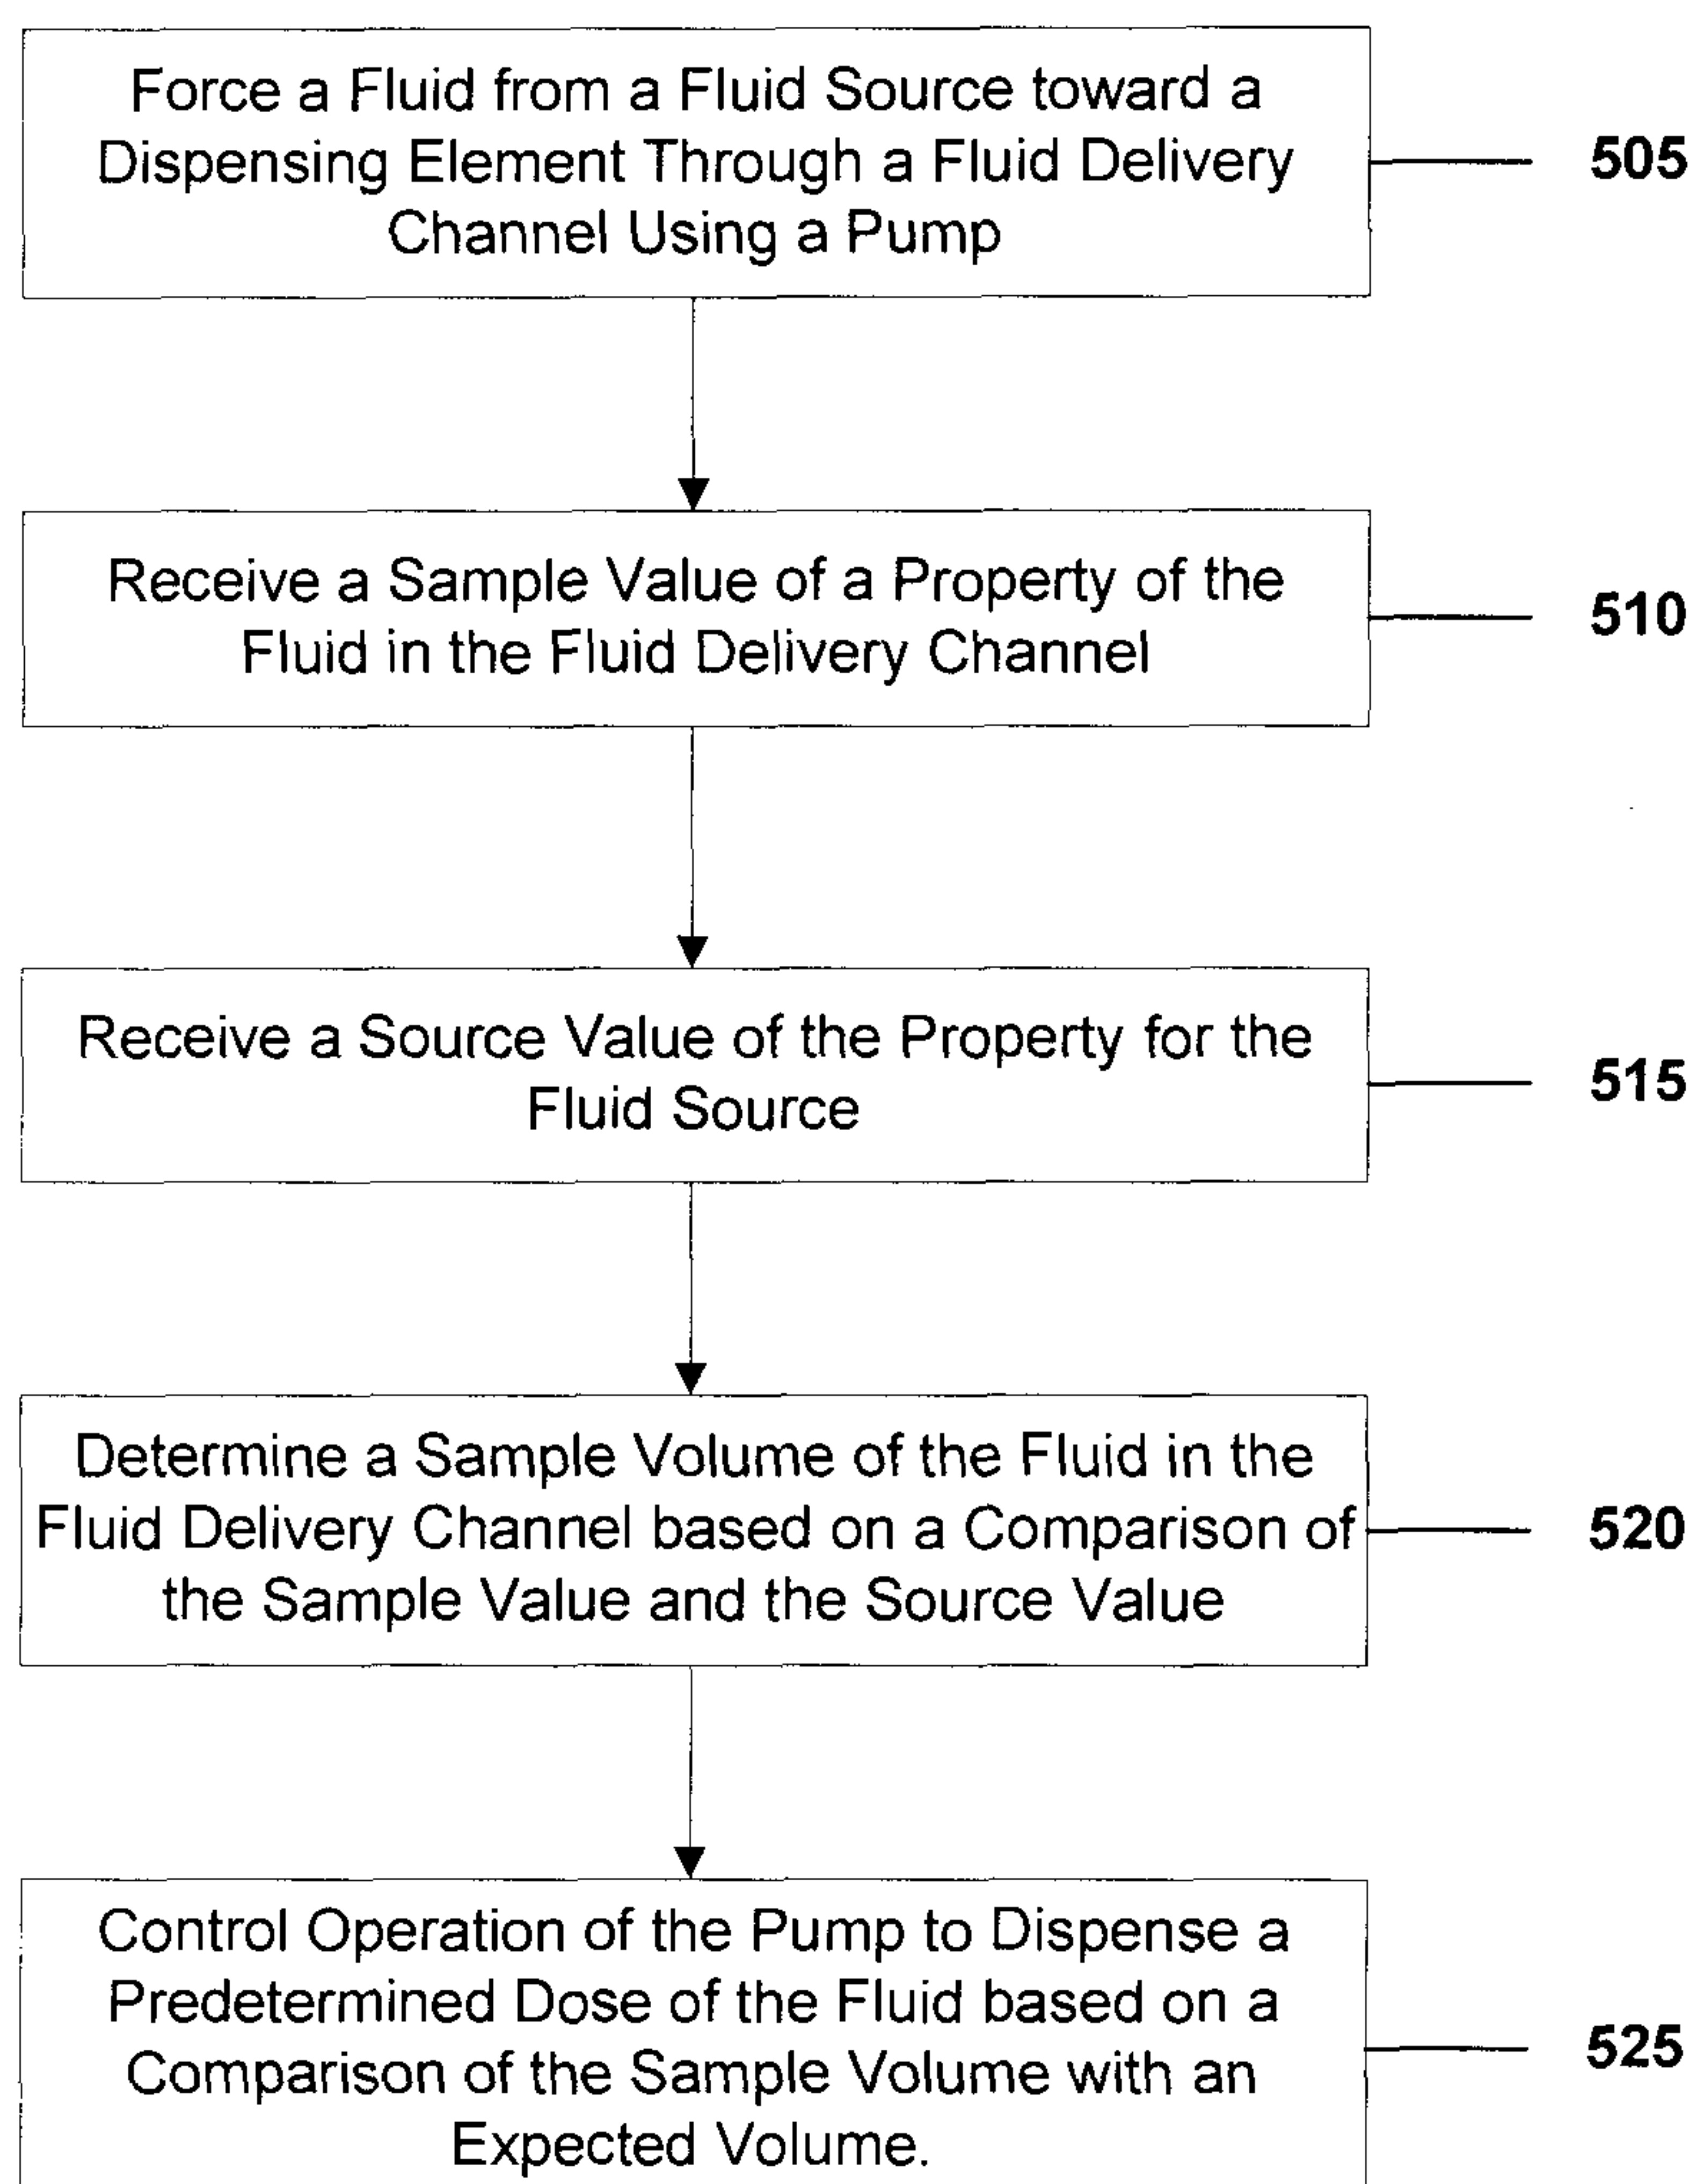 Force a Fluid from a Fluid Source toward a
Dispensing Element Through a Fluid Delivery
Channel Using a Pump
505
Receive a Sample Value of a Property of the
Fluid in the Fluid Delivery Channel
510
Receive a Source Value of the Property for the
Fluid Source
515
Determine a Sample Volume of the Fluid in the
Fluid Delivery Channel based on a Comparison of
the Sample Value and the Source Value
520
Control Operation of the Pump to Dispense a
Predetermined Dose of the Fluid based on a
Comparison of the Sample Volume with an
Expected Volume.
525